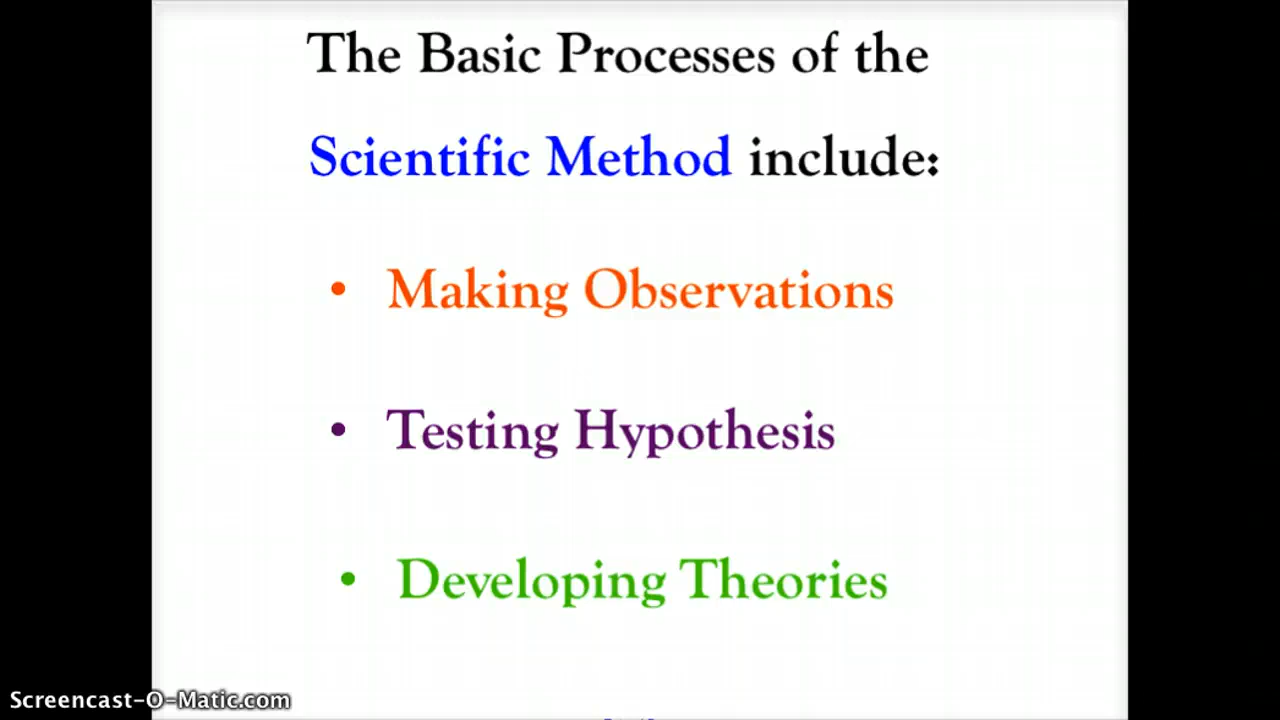 The Basic Processes of the
Scientific Method include:
• Making Observations
• Testing Hypothesis
• Developing Theories
Screencast-O-Matic.com